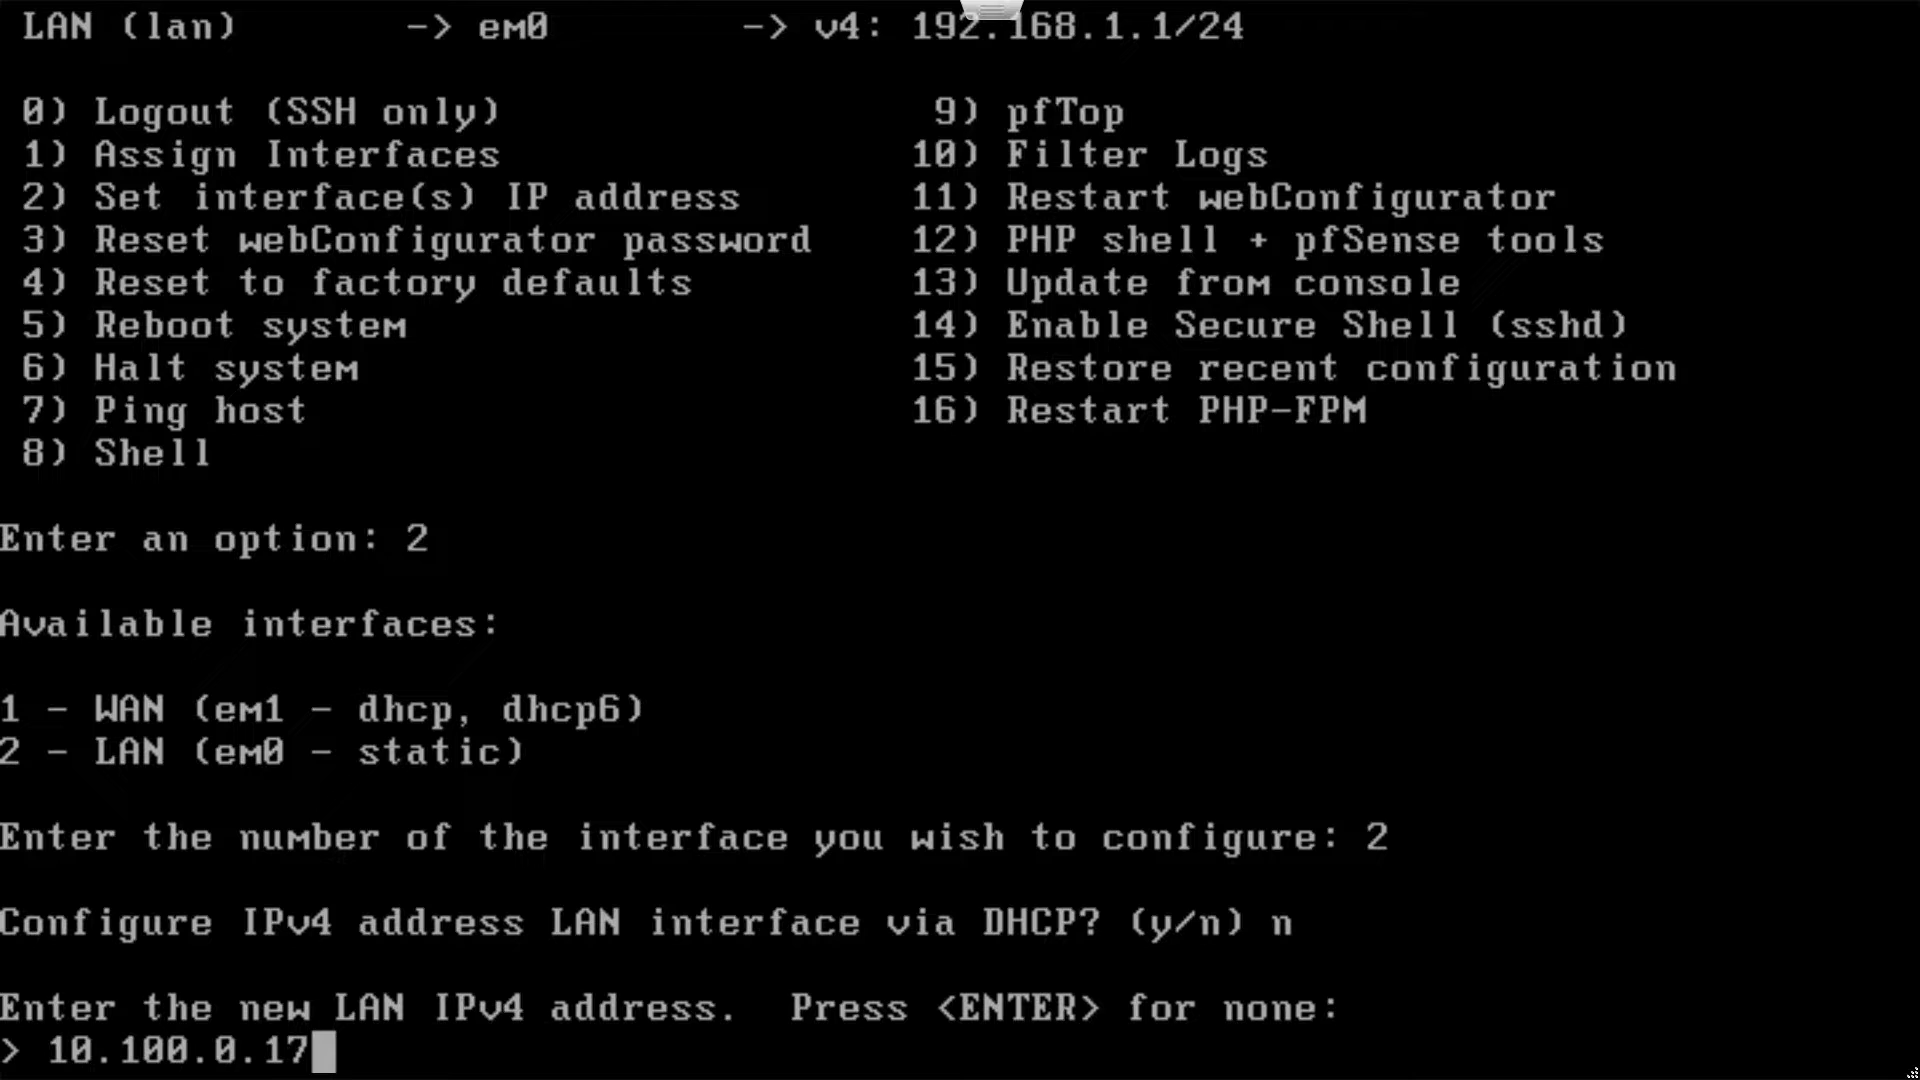 LAN (lan)       -> em0        -> v4: 192.168.1.1/24
0) Logout (SSH only)                  9) pfTop
1) Assign Interfaces                 10) Filter Logs
2) Set interface(s) IP address       11) Restart webConfigurator
3) Reset webConfigurator password    12) PHP shell + pfSense tools
4) Reset to factory defaults         13) Update from console
5) Reboot system                     14) Enable Secure Shell (sshd)
6) Halt system                       15) Restore recent configuration
7) Ping host                         16) Restart PHP-FPM
8) Shell
Enter an option: 2
Available interfaces:
1 - WAN (em1 - dhcp, dhcp6)
2 - LAN (em0 - static)
Enter the number of the interface you wish to configure: 2
Configure IPv4 address LAN interface via DHCP? (y/n) n
Enter the new LAN IPv4 address.  Press <ENTER> for none:
> 10.100.0.17